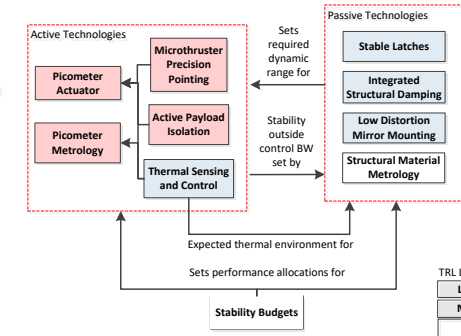 Active Technologies
Picometer
Actuator
Picometer
Metrology
Microthruster
Precision
Pointing
Active Payload
Isolation
Thermal Sensing
and Control
Sets
required
dynamic
range for
Stability
outside
control BW
set by
Passive Technologies
Stable Latches
Integrated
Structural Damping
Low Distortion
Mirror Mounting
Structural Material
Metrology
Expected thermal environment for
Sets performance allocations for
Stability Budgets
TRL